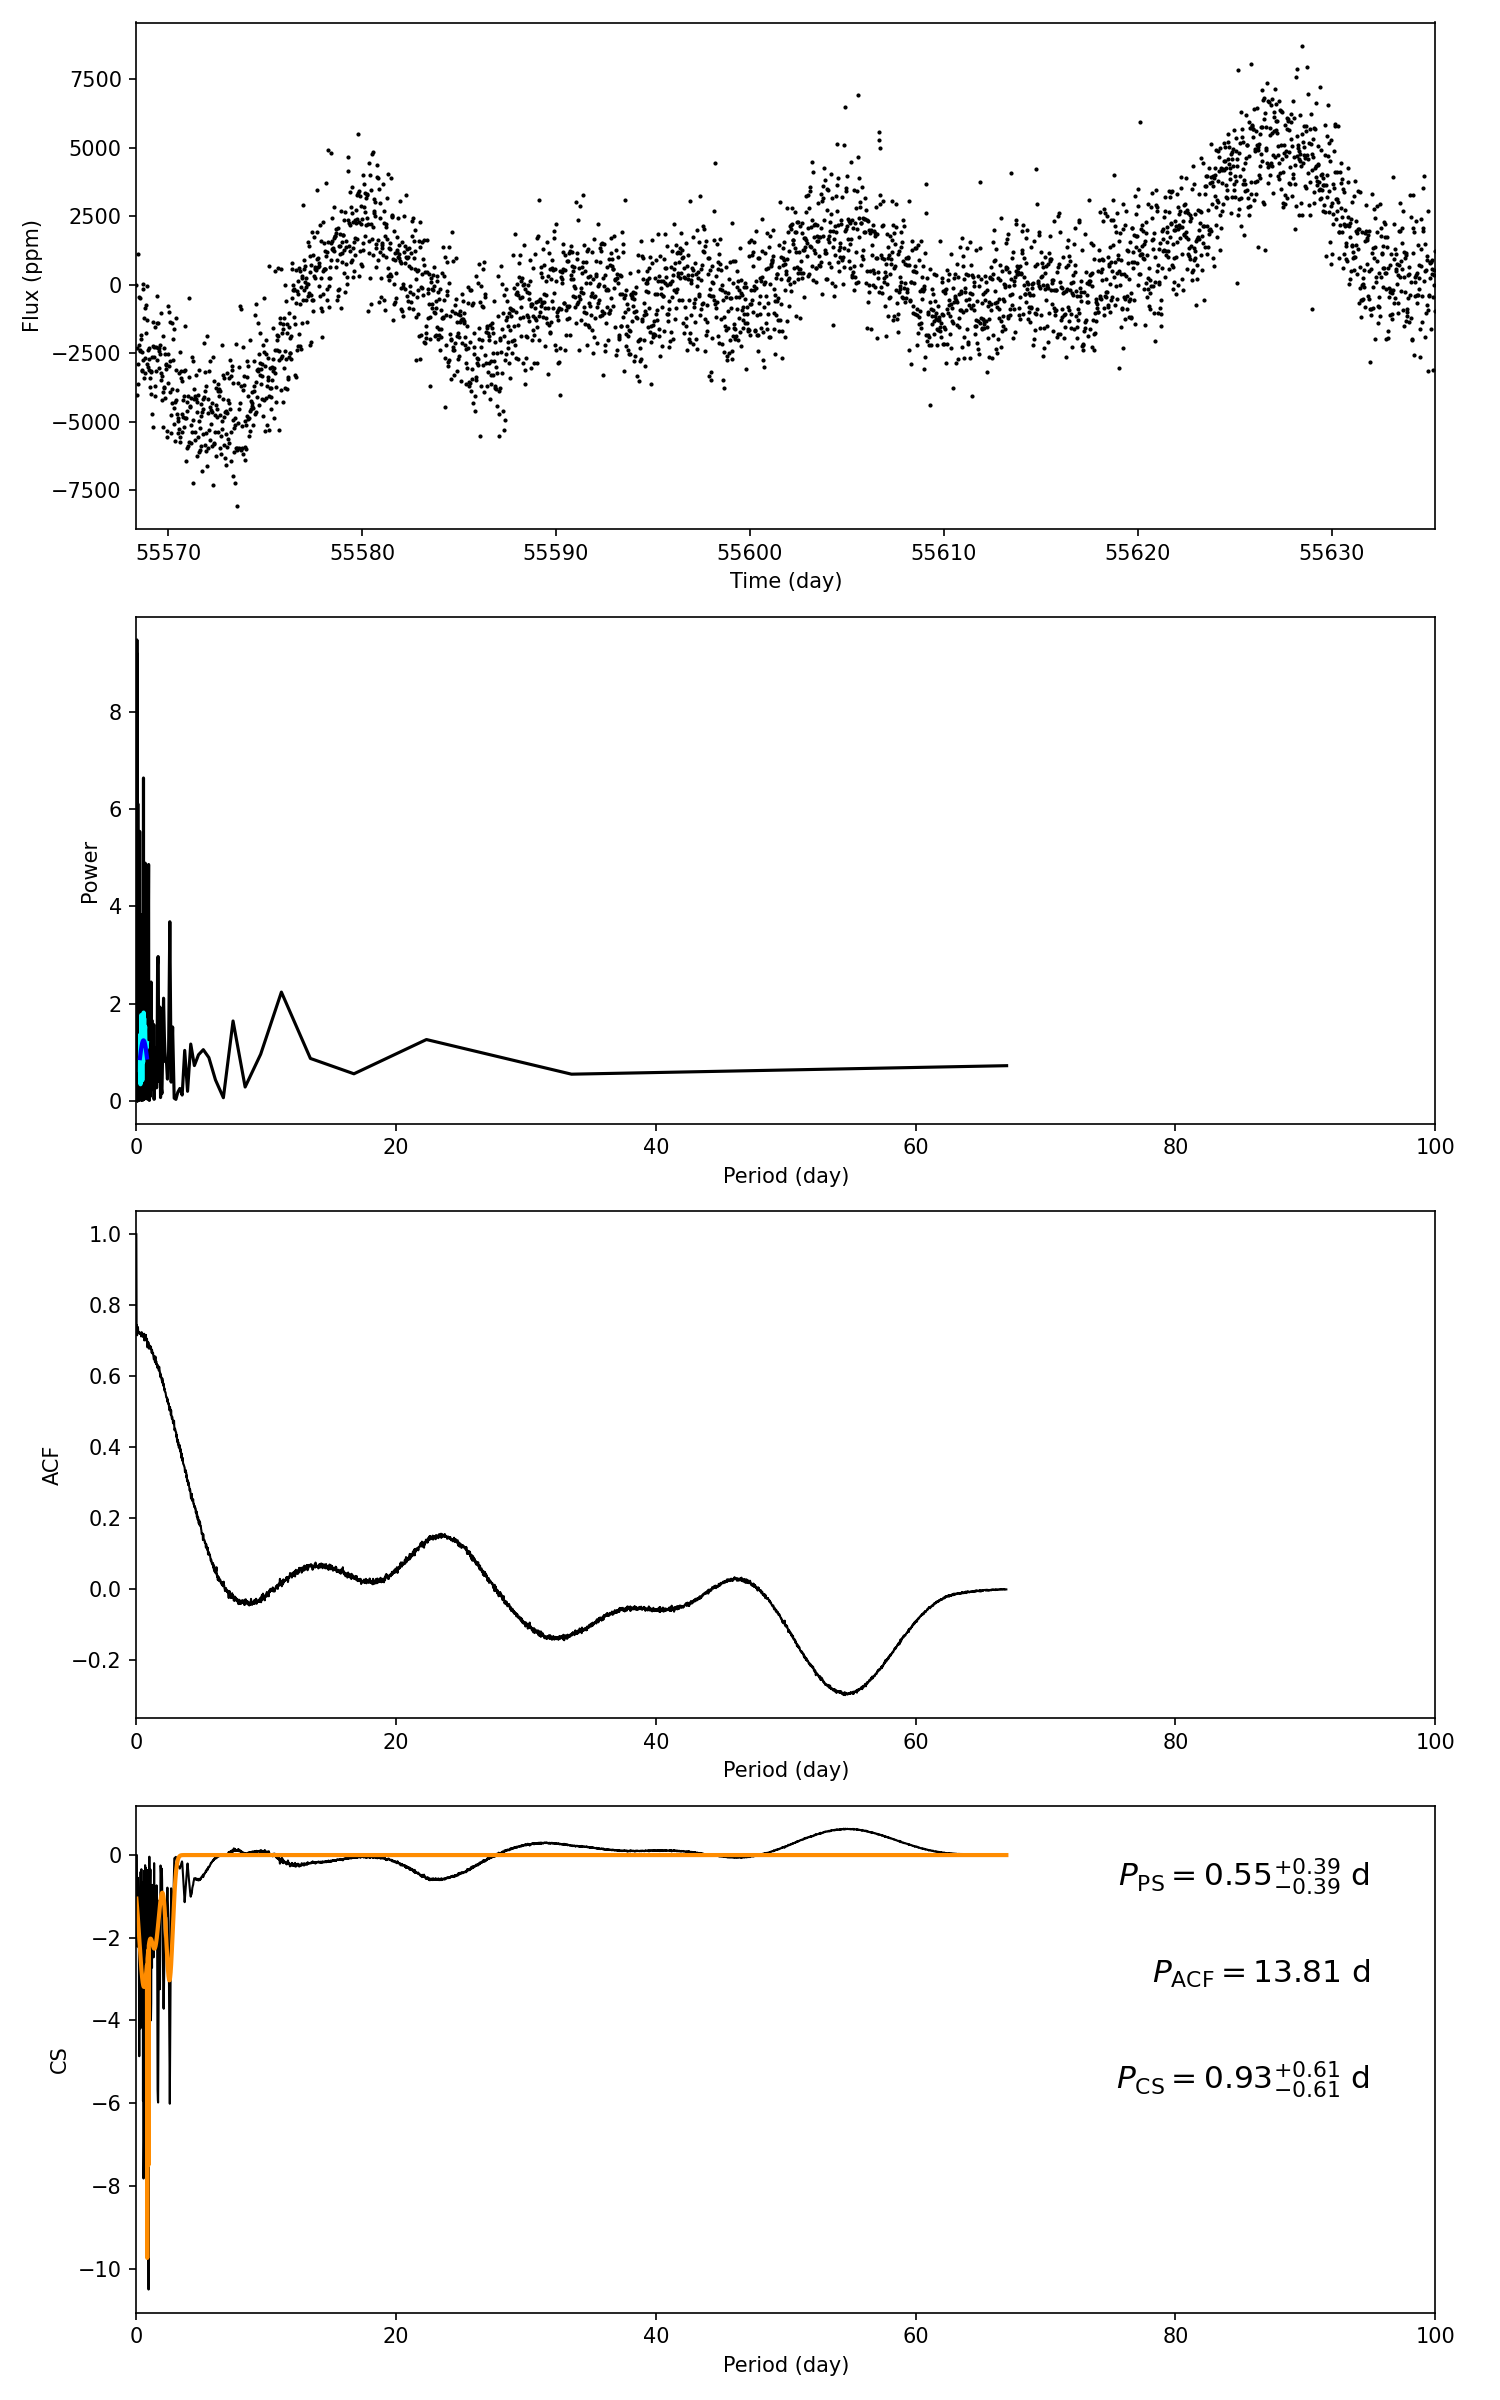 7500
5000
2500
0
−2500
−5000
−7500
Flux (ppm)
55570 55580 55590 55600 55610 55620 55630
Time (day)
8
6
4
2
0
Power
0 20 40 60 80 100
Period (day)
1.0
0.8
0.6
0.4
0.2
0.0
−0.2
ACF
0 20 40 60 80 100
Period (day)
0
−2
−4
−6
−8
−10
CS
P_PS = 0.55^{+0.39}_{−0.39} d
P_ACF = 13.81 d
P_CS = 0.93^{+0.61}_{−0.61} d
0 20 40 60 80 100
Period (day)